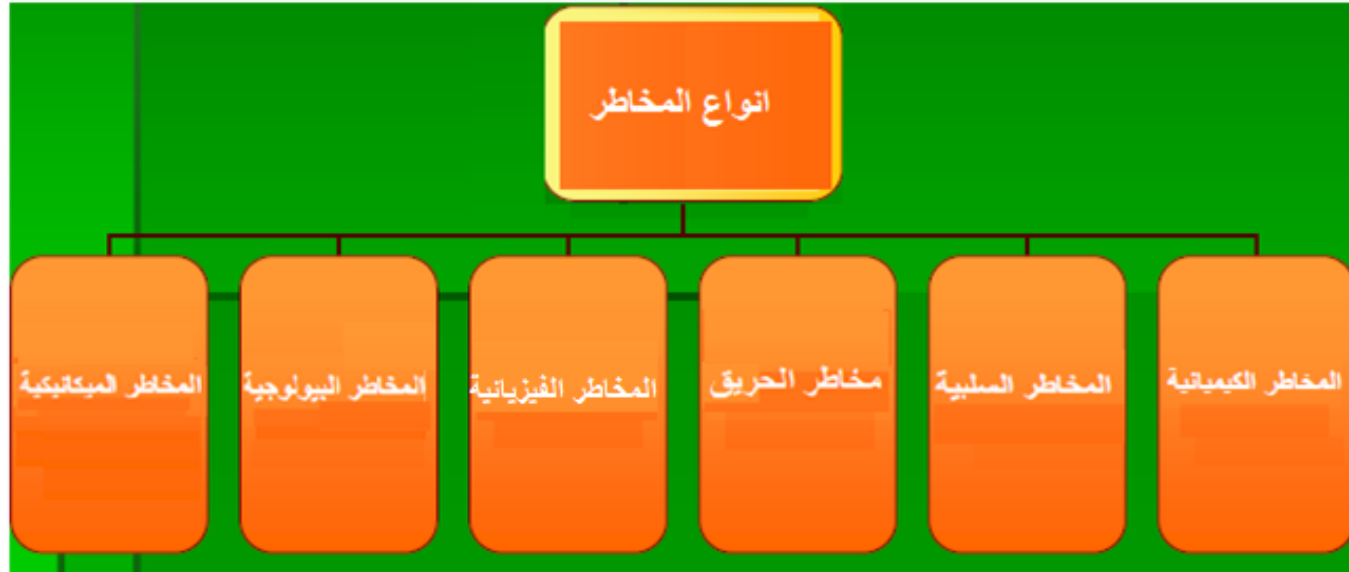 انواع المخاطر
المخاطر الكيميائية
المخاطر السلبية
مخاطر الحريق
المخاطر الفيزيائية
المخاطر البيولوجية
المخاطر الميكانيكية